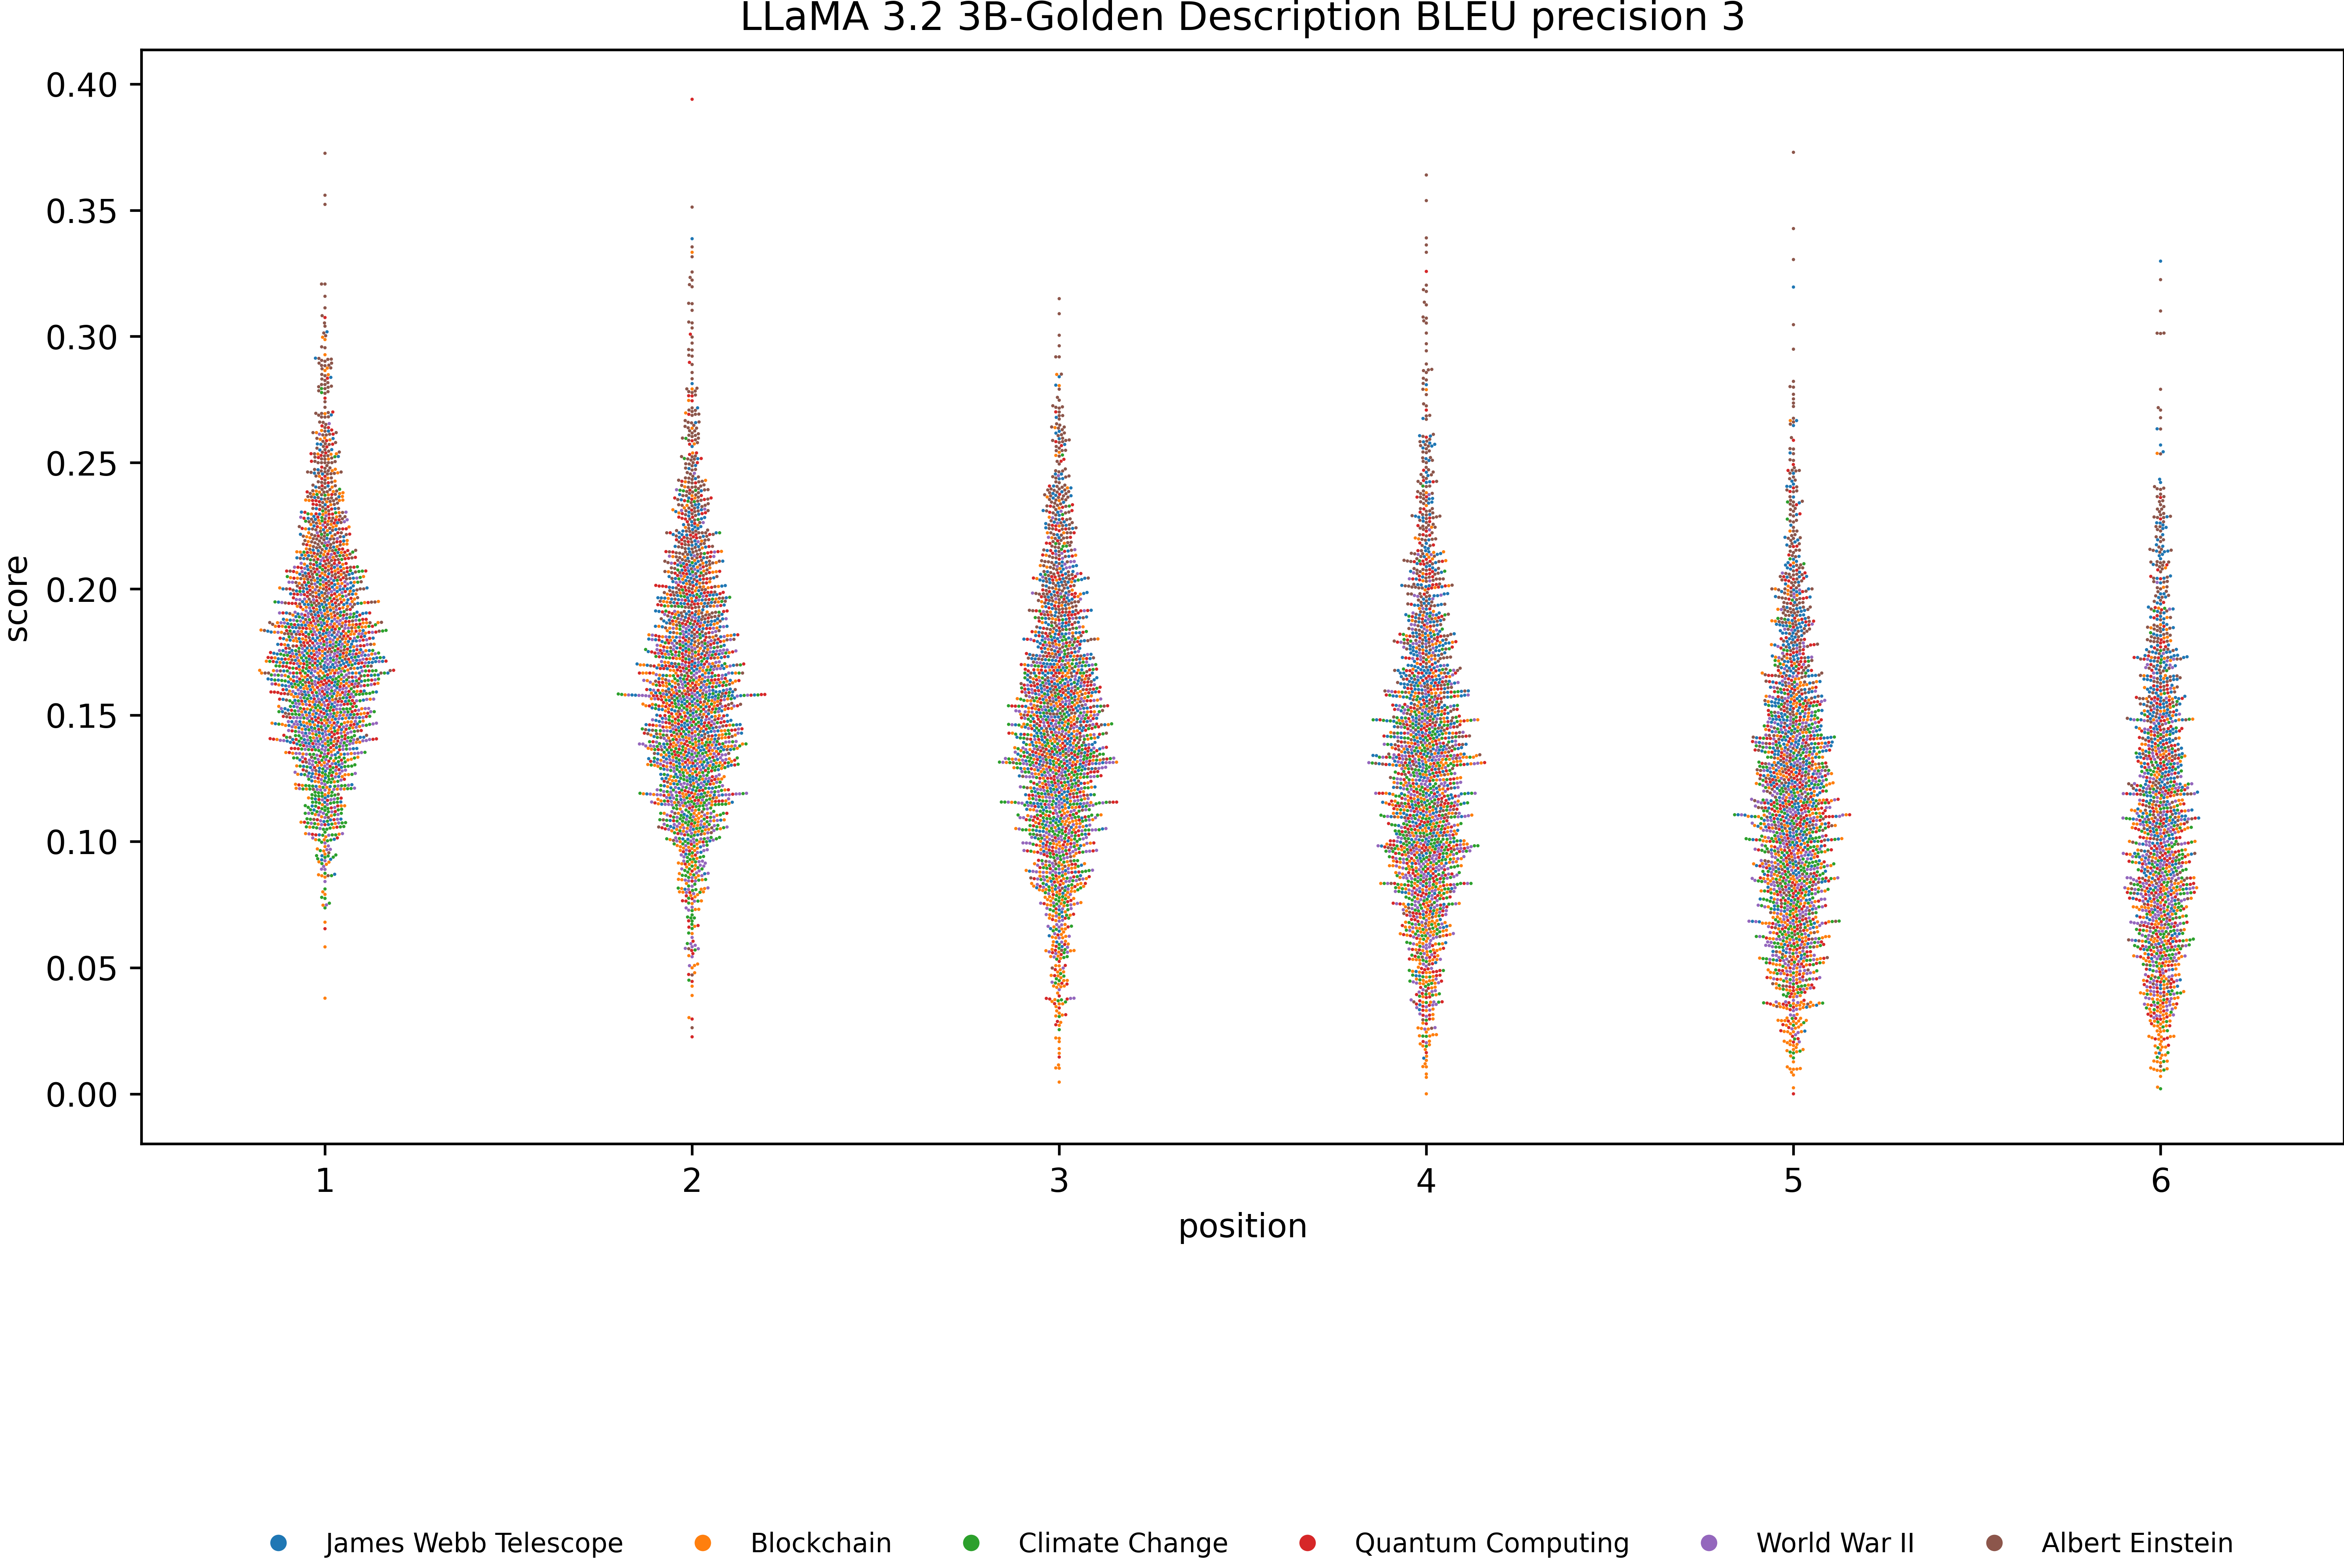 LLaMA 3.2 3B-Golden Description BLEU precision 3
0.40
0.35
0.30
0.25
0.20
0.15
0.10
0.05
0.00
score
1 2 3 4 5 6
position
James Webb Telescope Blockchain Climate Change Quantum Computing World War II Albert Einstein